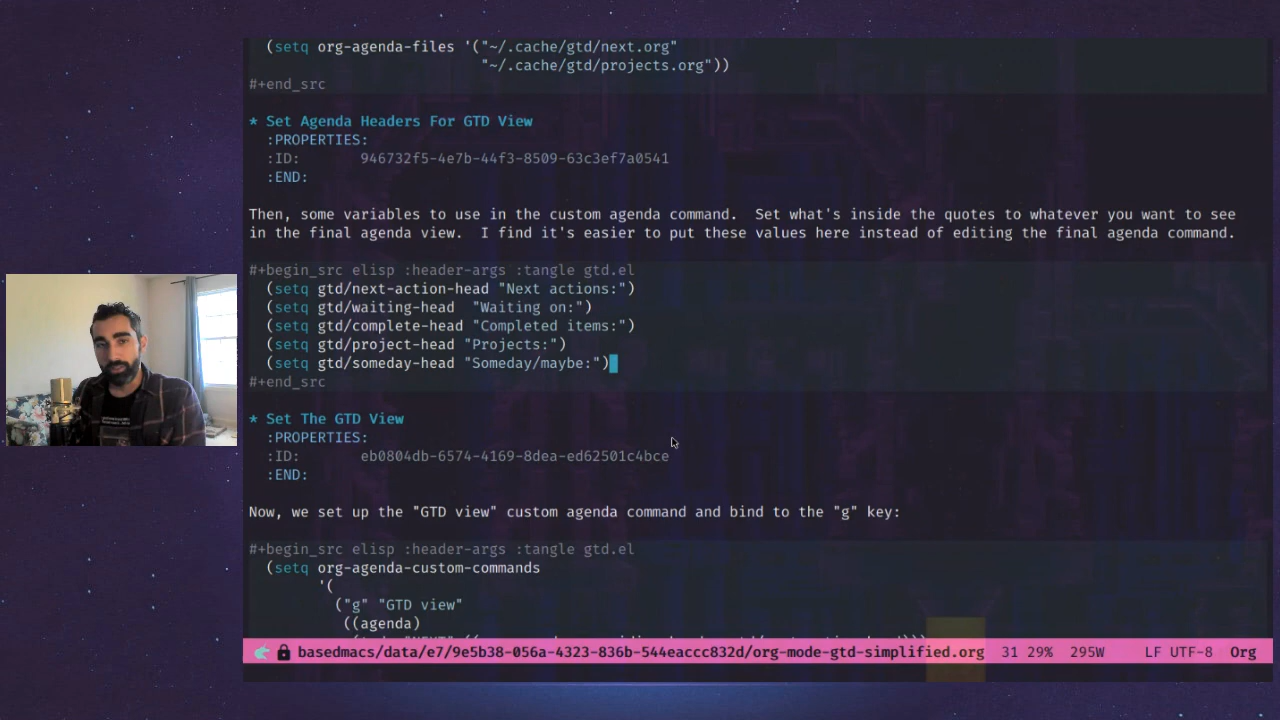 (setq org-agenda-files '("~/.cache/gtd/next.org"
"~/.cache/gtd/projects.org"))
#+end_src
* Set Agenda Headers For GTD View
:PROPERTIES:
:ID: 946732f5-4e7b-44f3-8509-63c3ef7a0541
:END:
Then, some variables to use in the custom agenda command. Set what's inside the quotes to whatever you want to see
in the final agenda view. I find it's easier to put these values here instead of editing the final agenda command.
#+begin_src elisp :header-args :tangle gtd.el
(setq gtd/next-action-head "Next actions:")
(setq gtd/waiting-head "Waiting on:")
(setq gtd/complete-head "Completed items:")
(setq gtd/project-head "Projects:")
(setq gtd/someday-head "Someday/maybe:")
#+end_src
* Set The GTD View
:PROPERTIES:
:ID: eb0804db-6574-4169-8dea-ed62501c4bce
:END:
Now, we set up the "GTD view" custom agenda command and bind to the "g" key:
#+begin_src elisp :header-args :tangle gtd.el
(setq org-agenda-custom-commands
'(
("g" "GTD view"
((agenda)
basedmacs/data/e7/9e5b38-056a-4323-836b-544eaccc832d/org-mode-gtd-simplified.org 31 29% 295W LF UTF-8 Org